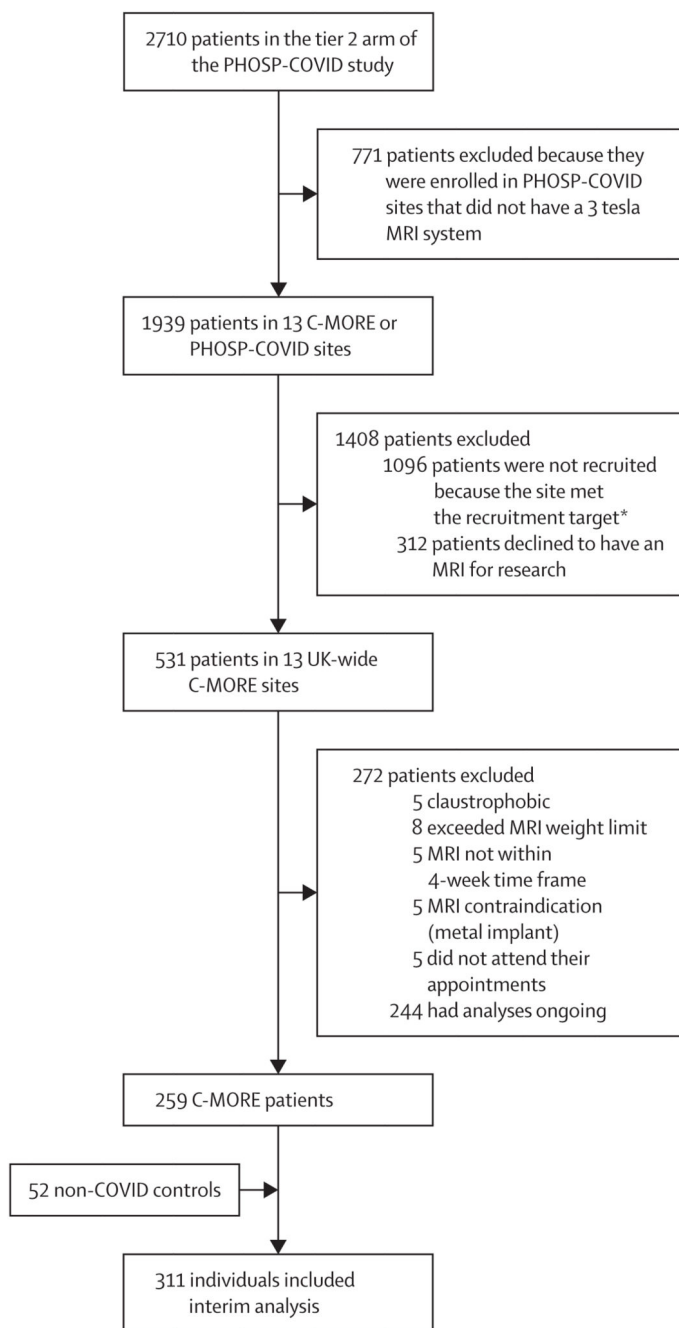 2710 patients in the tier 2 arm of
the PHOSP-COVID study
771 patients excluded because they
were enrolled in PHOSP-COVID
sites that did not have a 3 tesla
MRI system
1939 patients in 13 C-MORE or
PHOSP-COVID sites
1408 patients excluded
1096 patients were not recruited
because the site met
the recruitment target*
312 patients declined to have an
MRI for research
531 patients in 13 UK-wide
C-MORE sites
272 patients excluded
5 claustrophobic
8 exceeded MRI weight limit
5 MRI not within
4-week time frame
5 MRI contraindication
(metal implant)
5 did not attend their
appointments
244 had analyses ongoing
259 C-MORE patients
52 non-COVID controls
311 individuals included
interim analysis